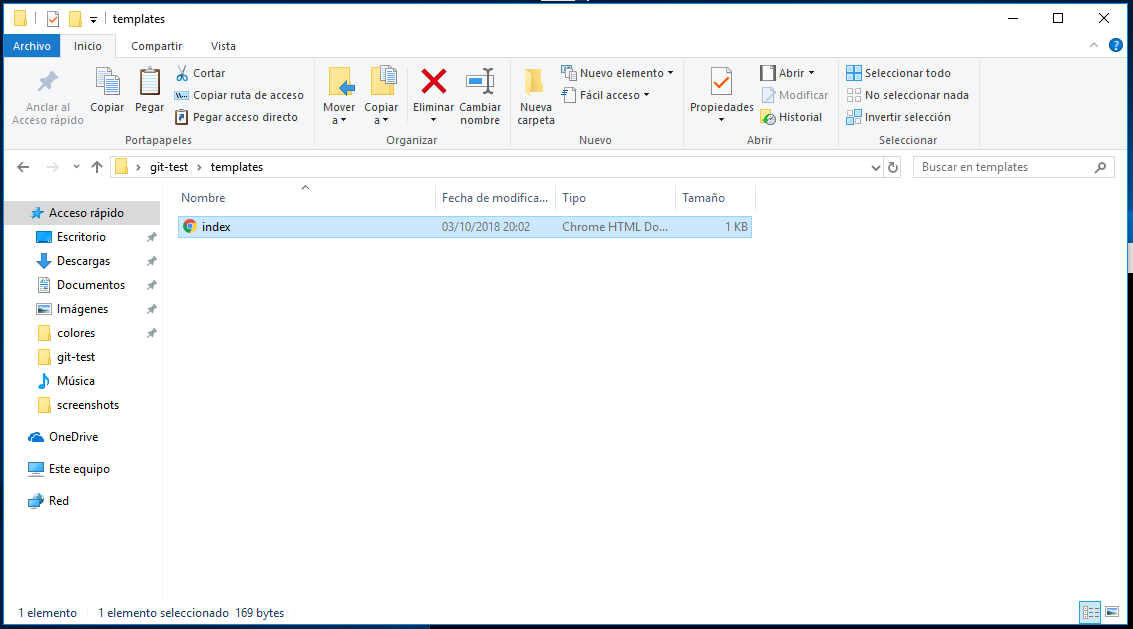 templates
Archivo Inicio Compartir Vista
Anclar al Acceso rápido
Copiar
Pegar
Cortar
Copiar ruta de acceso
Pegar acceso directo
Portapapeles
Mover a
Copiar a
Eliminar
Cambiar nombre
Organizar
Nueva carpeta
Nuevo elemento
Fácil acceso
Nuevo
Propiedades
Abrir
Modificar
Historial
Abrir
Seleccionar todo
No seleccionar nada
Invertir selección
Seleccionar
git-test templates
Buscar en templates
Nombre Fecha de modifica... Tipo Tamaño
index 03/10/2018 20:02 Chrome HTML Do... 1 KB
Acceso rápido
Escritorio
Descargas
Documentos
Imágenes
colores
git-test
Música
screenshots
OneDrive
Este equipo
Red
1 elemento 1 elemento seleccionado 169 bytes